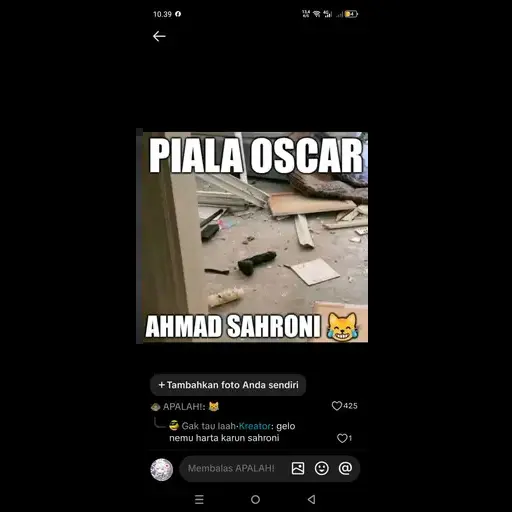 10.39
PIALA OSCAR
AHMAD SAHRONI
+ Tambahkan foto Anda sendiri
APALAH!:
425
Gak tau laah·Kreator: gelo
nemu harta karun sahroni
1
Membalas APALAH!